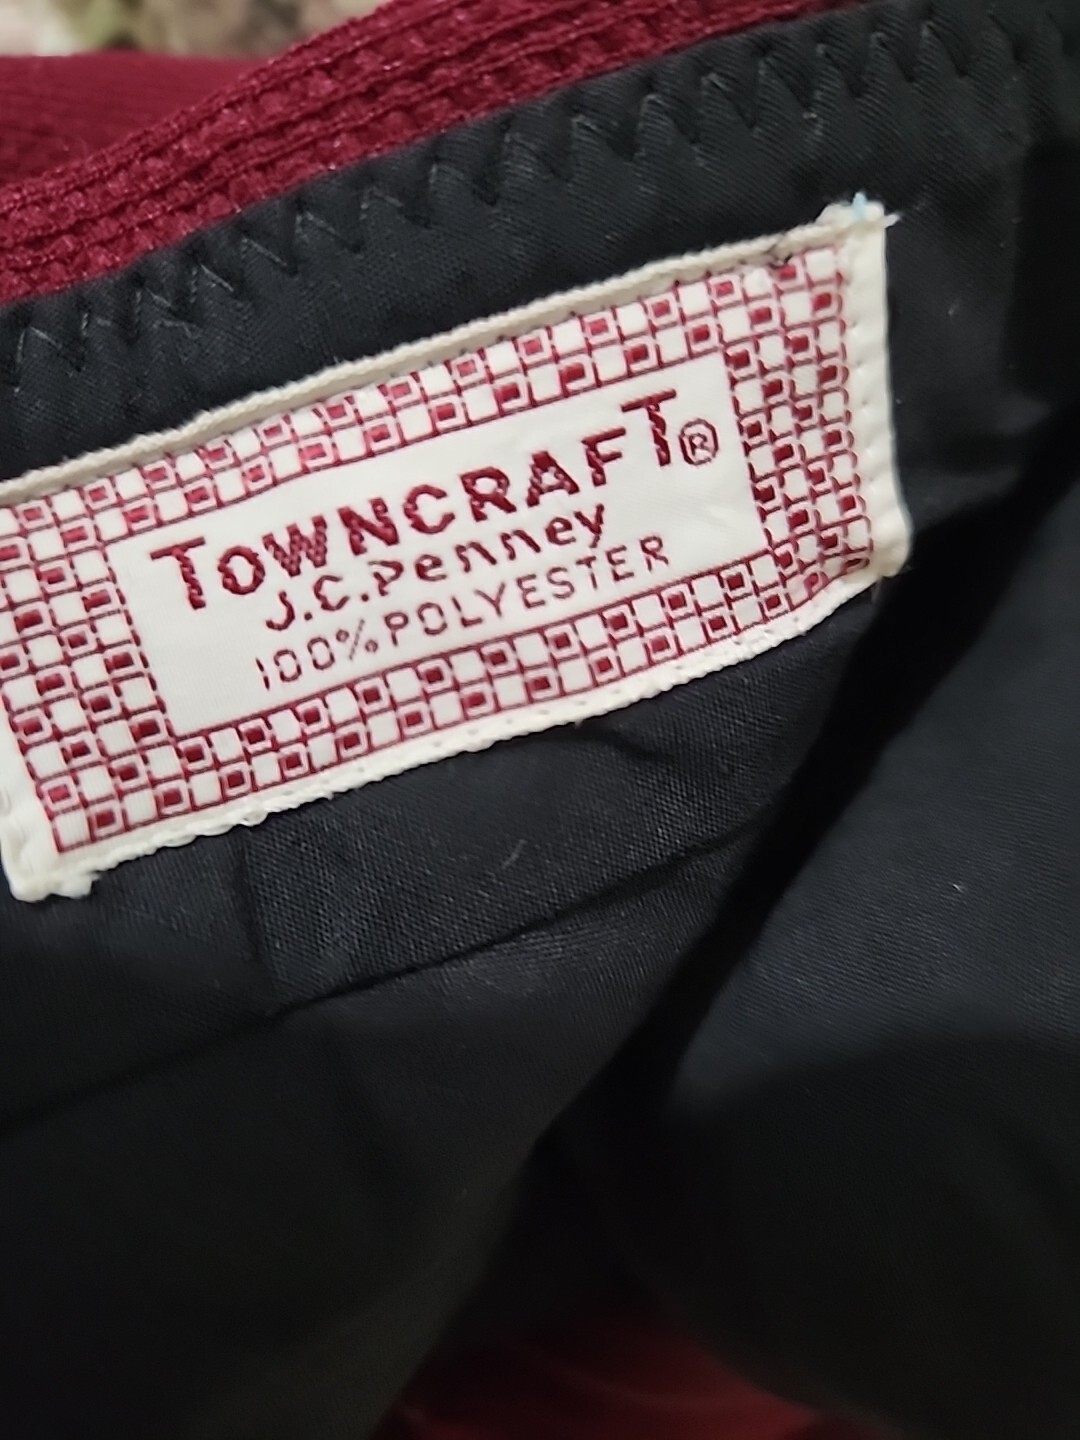 TOWNCRAFT®
J.C.Penney
100% POLYESTER